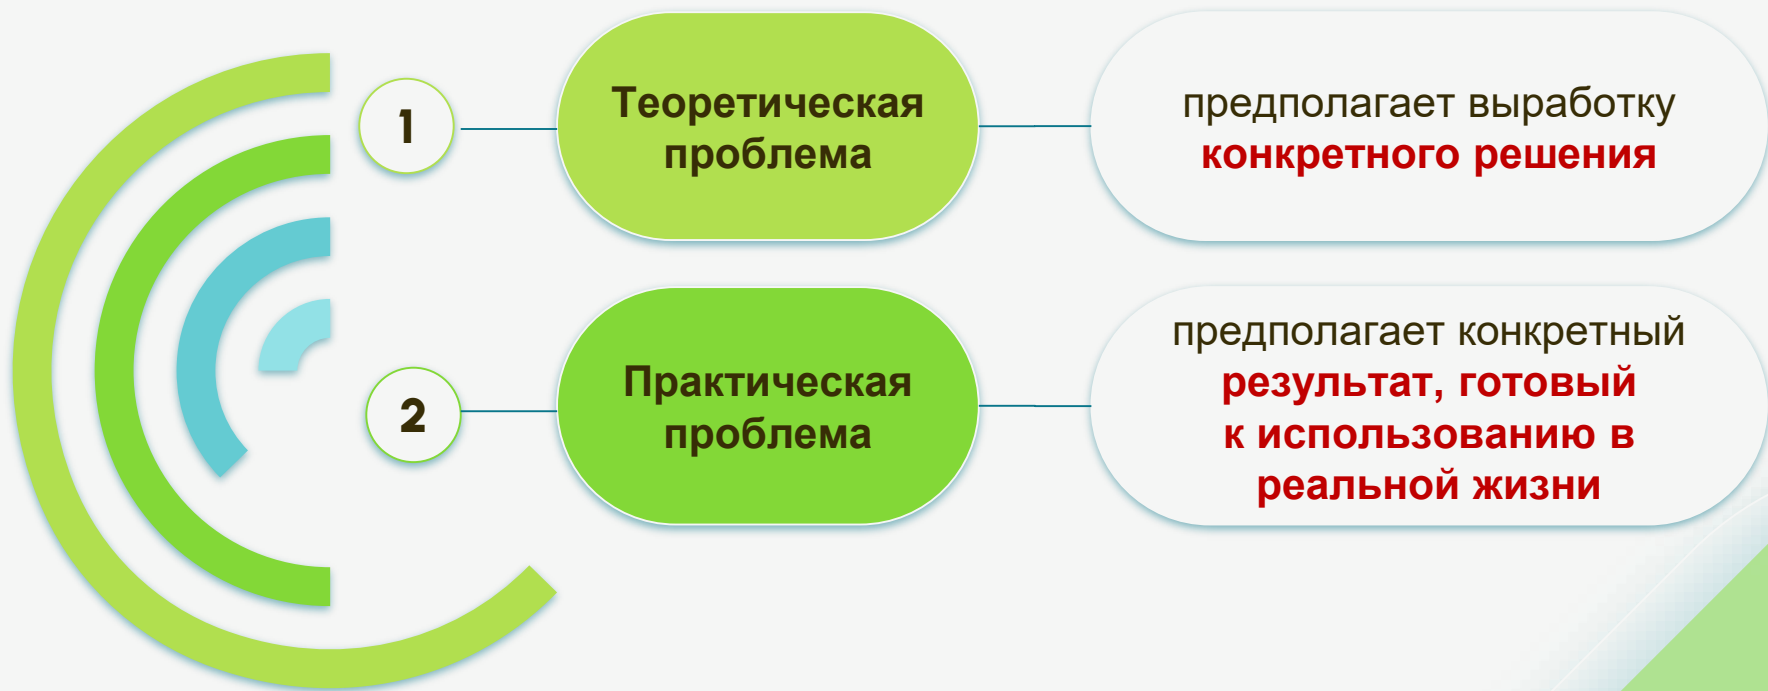 1
Теоретическая
проблема
предполагает выработку
конкретного решения
2
Практическая
проблема
предполагает конкретный
результат, готовый
к использованию в
реальной жизни